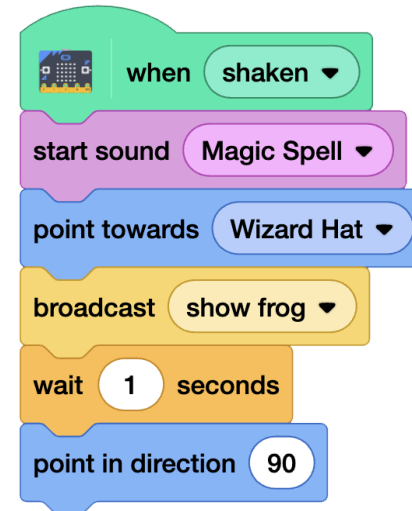 when shaken
start sound Magic Spell
point towards Wizard Hat
broadcast show frog
wait 1 seconds
point in direction 90